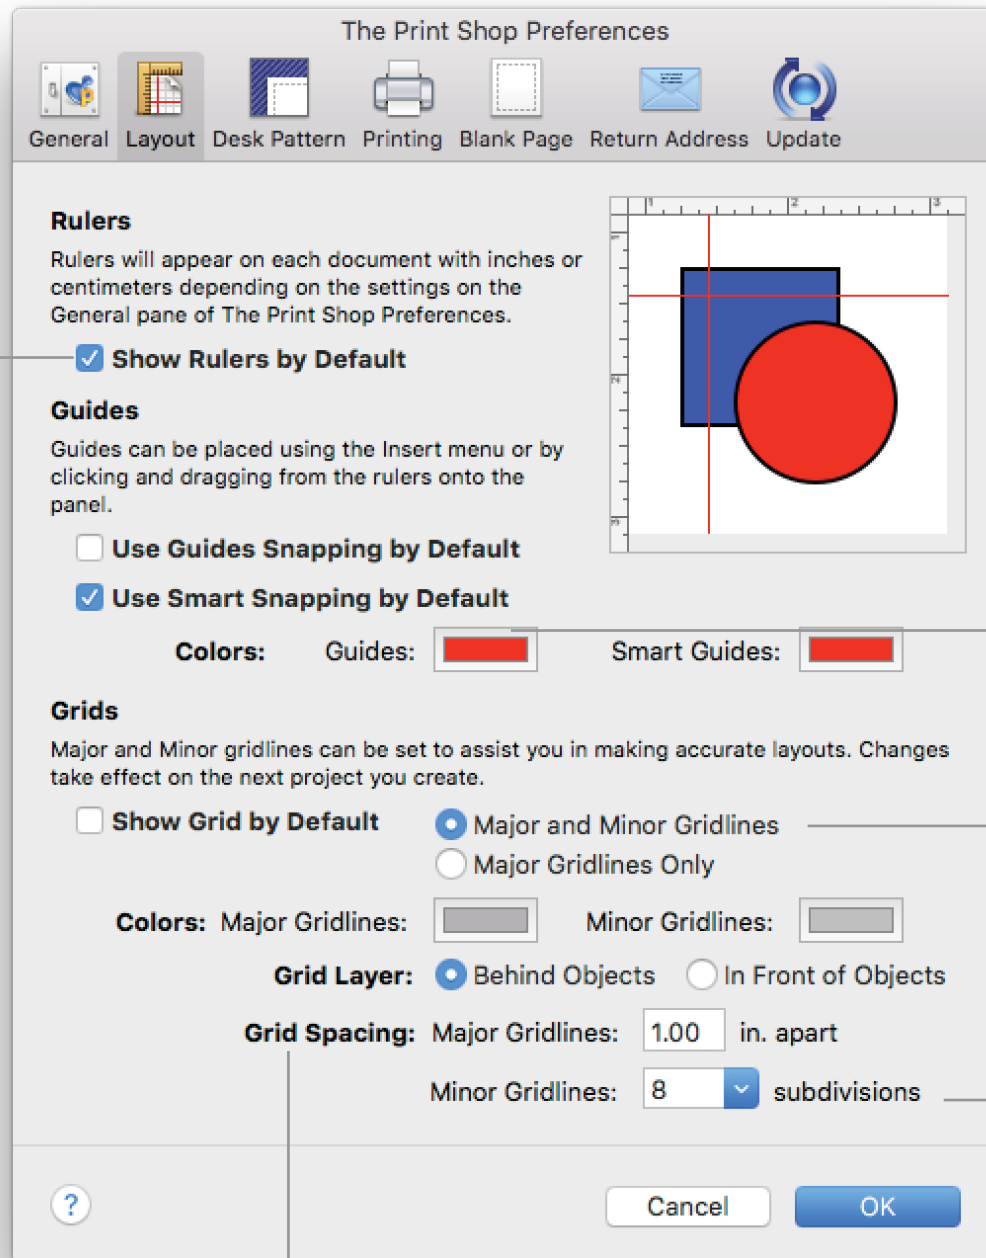 The Print Shop Preferences
General Layout Desk Pattern Printing Blank Page Return Address Update
Rulers
Rulers will appear on each document with inches or
centimeters depending on the settings on the
General pane of The Print Shop Preferences.
Show Rulers by Default
Guides
Guides can be placed using the Insert menu or by
clicking and dragging from the rulers onto the
panel.
Use Guides Snapping by Default
Use Smart Snapping by Default
Colors: Guides: Smart Guides:
1 2 3
1
2
3
Grids
Major and Minor gridlines can be set to assist you in making accurate layouts. Changes
take effect on the next project you create.
Show Grid by Default Major and Minor Gridlines
Major Gridlines Only
Colors: Major Gridlines: Minor Gridlines:
Grid Layer: Behind Objects In Front of Objects
Grid Spacing: Major Gridlines: 1.00 in. apart
Minor Gridlines: 8 subdivisions
? Cancel OK